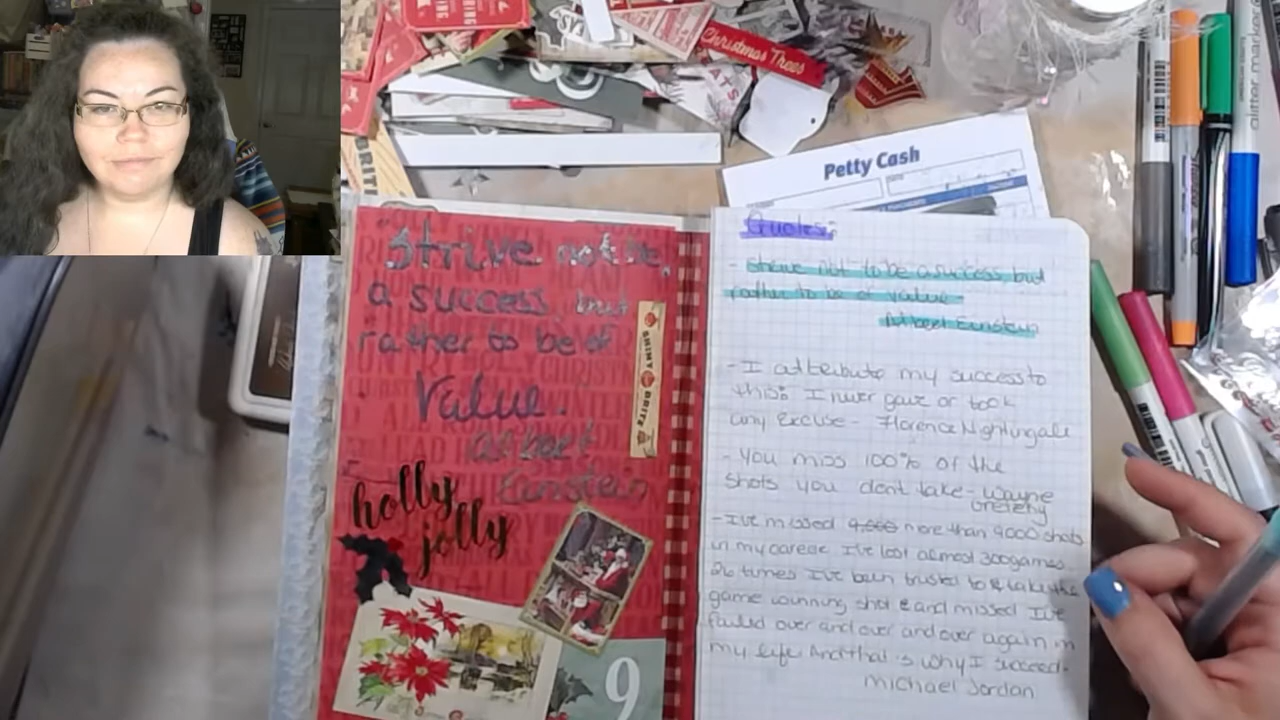 Christmas Trees
Petty Cash
glitter marker
BRITE
"Strive not to be
a success, but
rather to be of
Value.
albert
Einstein
SHINY BRITE
holly
jolly
9
Quotes:
- Strive not to be a success, but
rather to be of value -
Albert Einstein
- I attribute my success to
this: I never gave or took
any excuse - Florence Nightingale
- You miss 100% of the
shots you dont take - wayne
Gretzky
- I've missed 9,000 more than 9000 shots
in my career I've lost almost 300 games
26 times I've been trusted to take the
game winning shot and missed I've
failed over and over and over again in
my life. And that is why I succeed -
michael Jordan